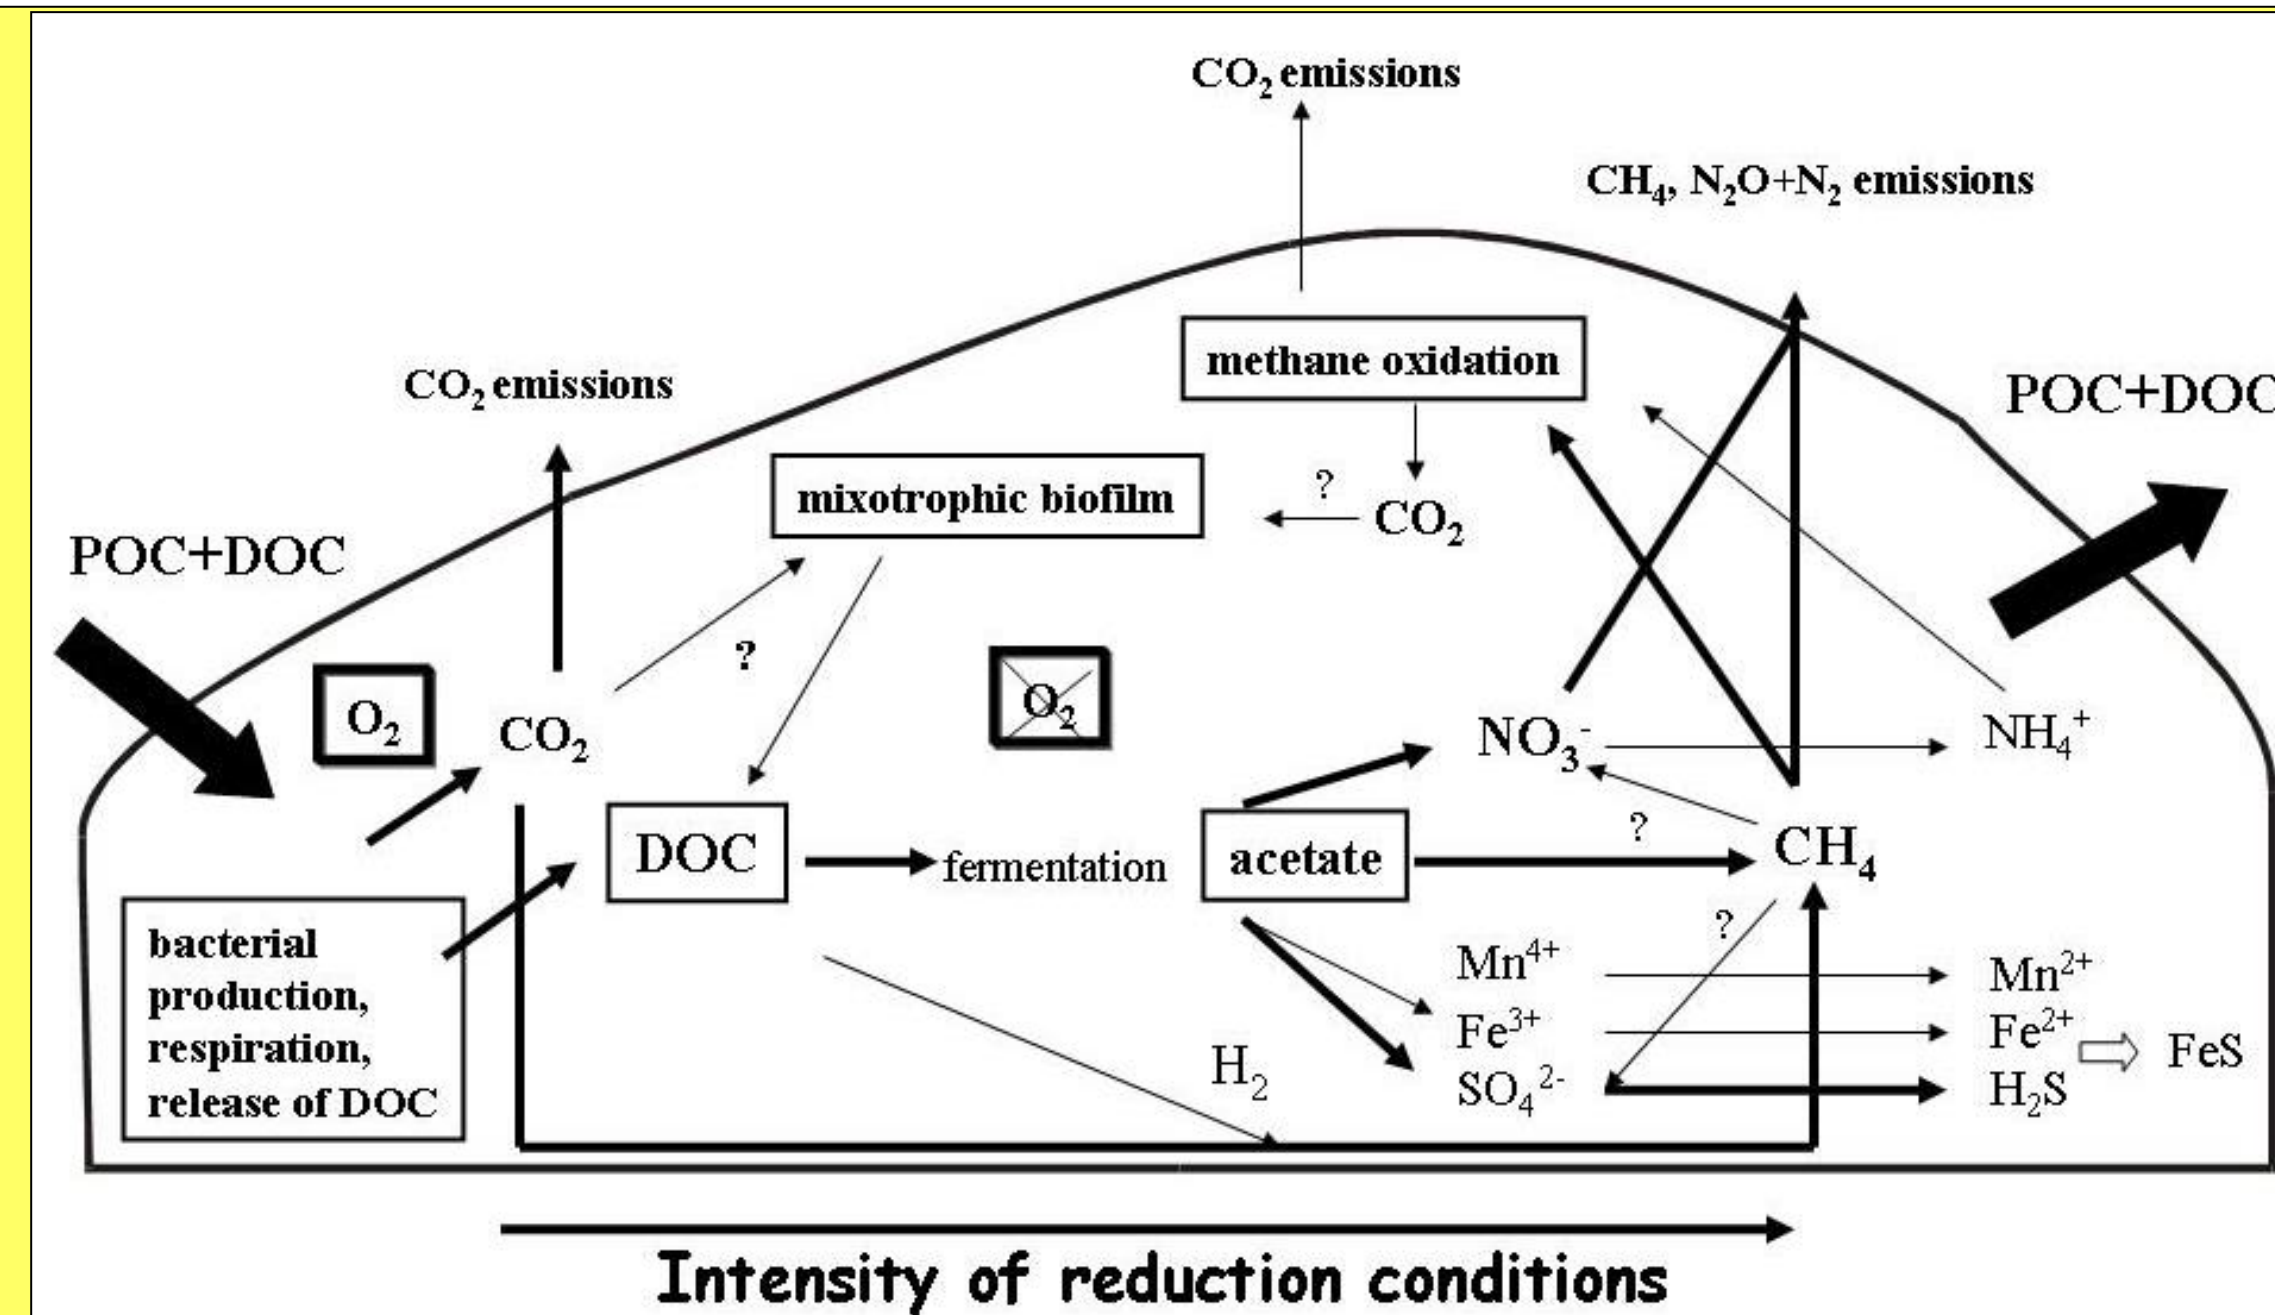 CO₂ emissions
CH₄, N₂O+N₂ emissions
methane oxidation
CO₂ emissions
POC+DOC
mixotrophic biofilm
?
CO₂
POC+DOC
?
O₂
O₂
CO₂
NO₃⁻
NH₄⁺
?
DOC
fermentation
acetate
CH₄
?
bacterial
production,
respiration,
release of DOC
Mn⁴⁺
Mn²⁺
Fe³⁺
Fe²⁺
FeS
H₂
SO₄²⁻
H₂S
Intensity of reduction conditions